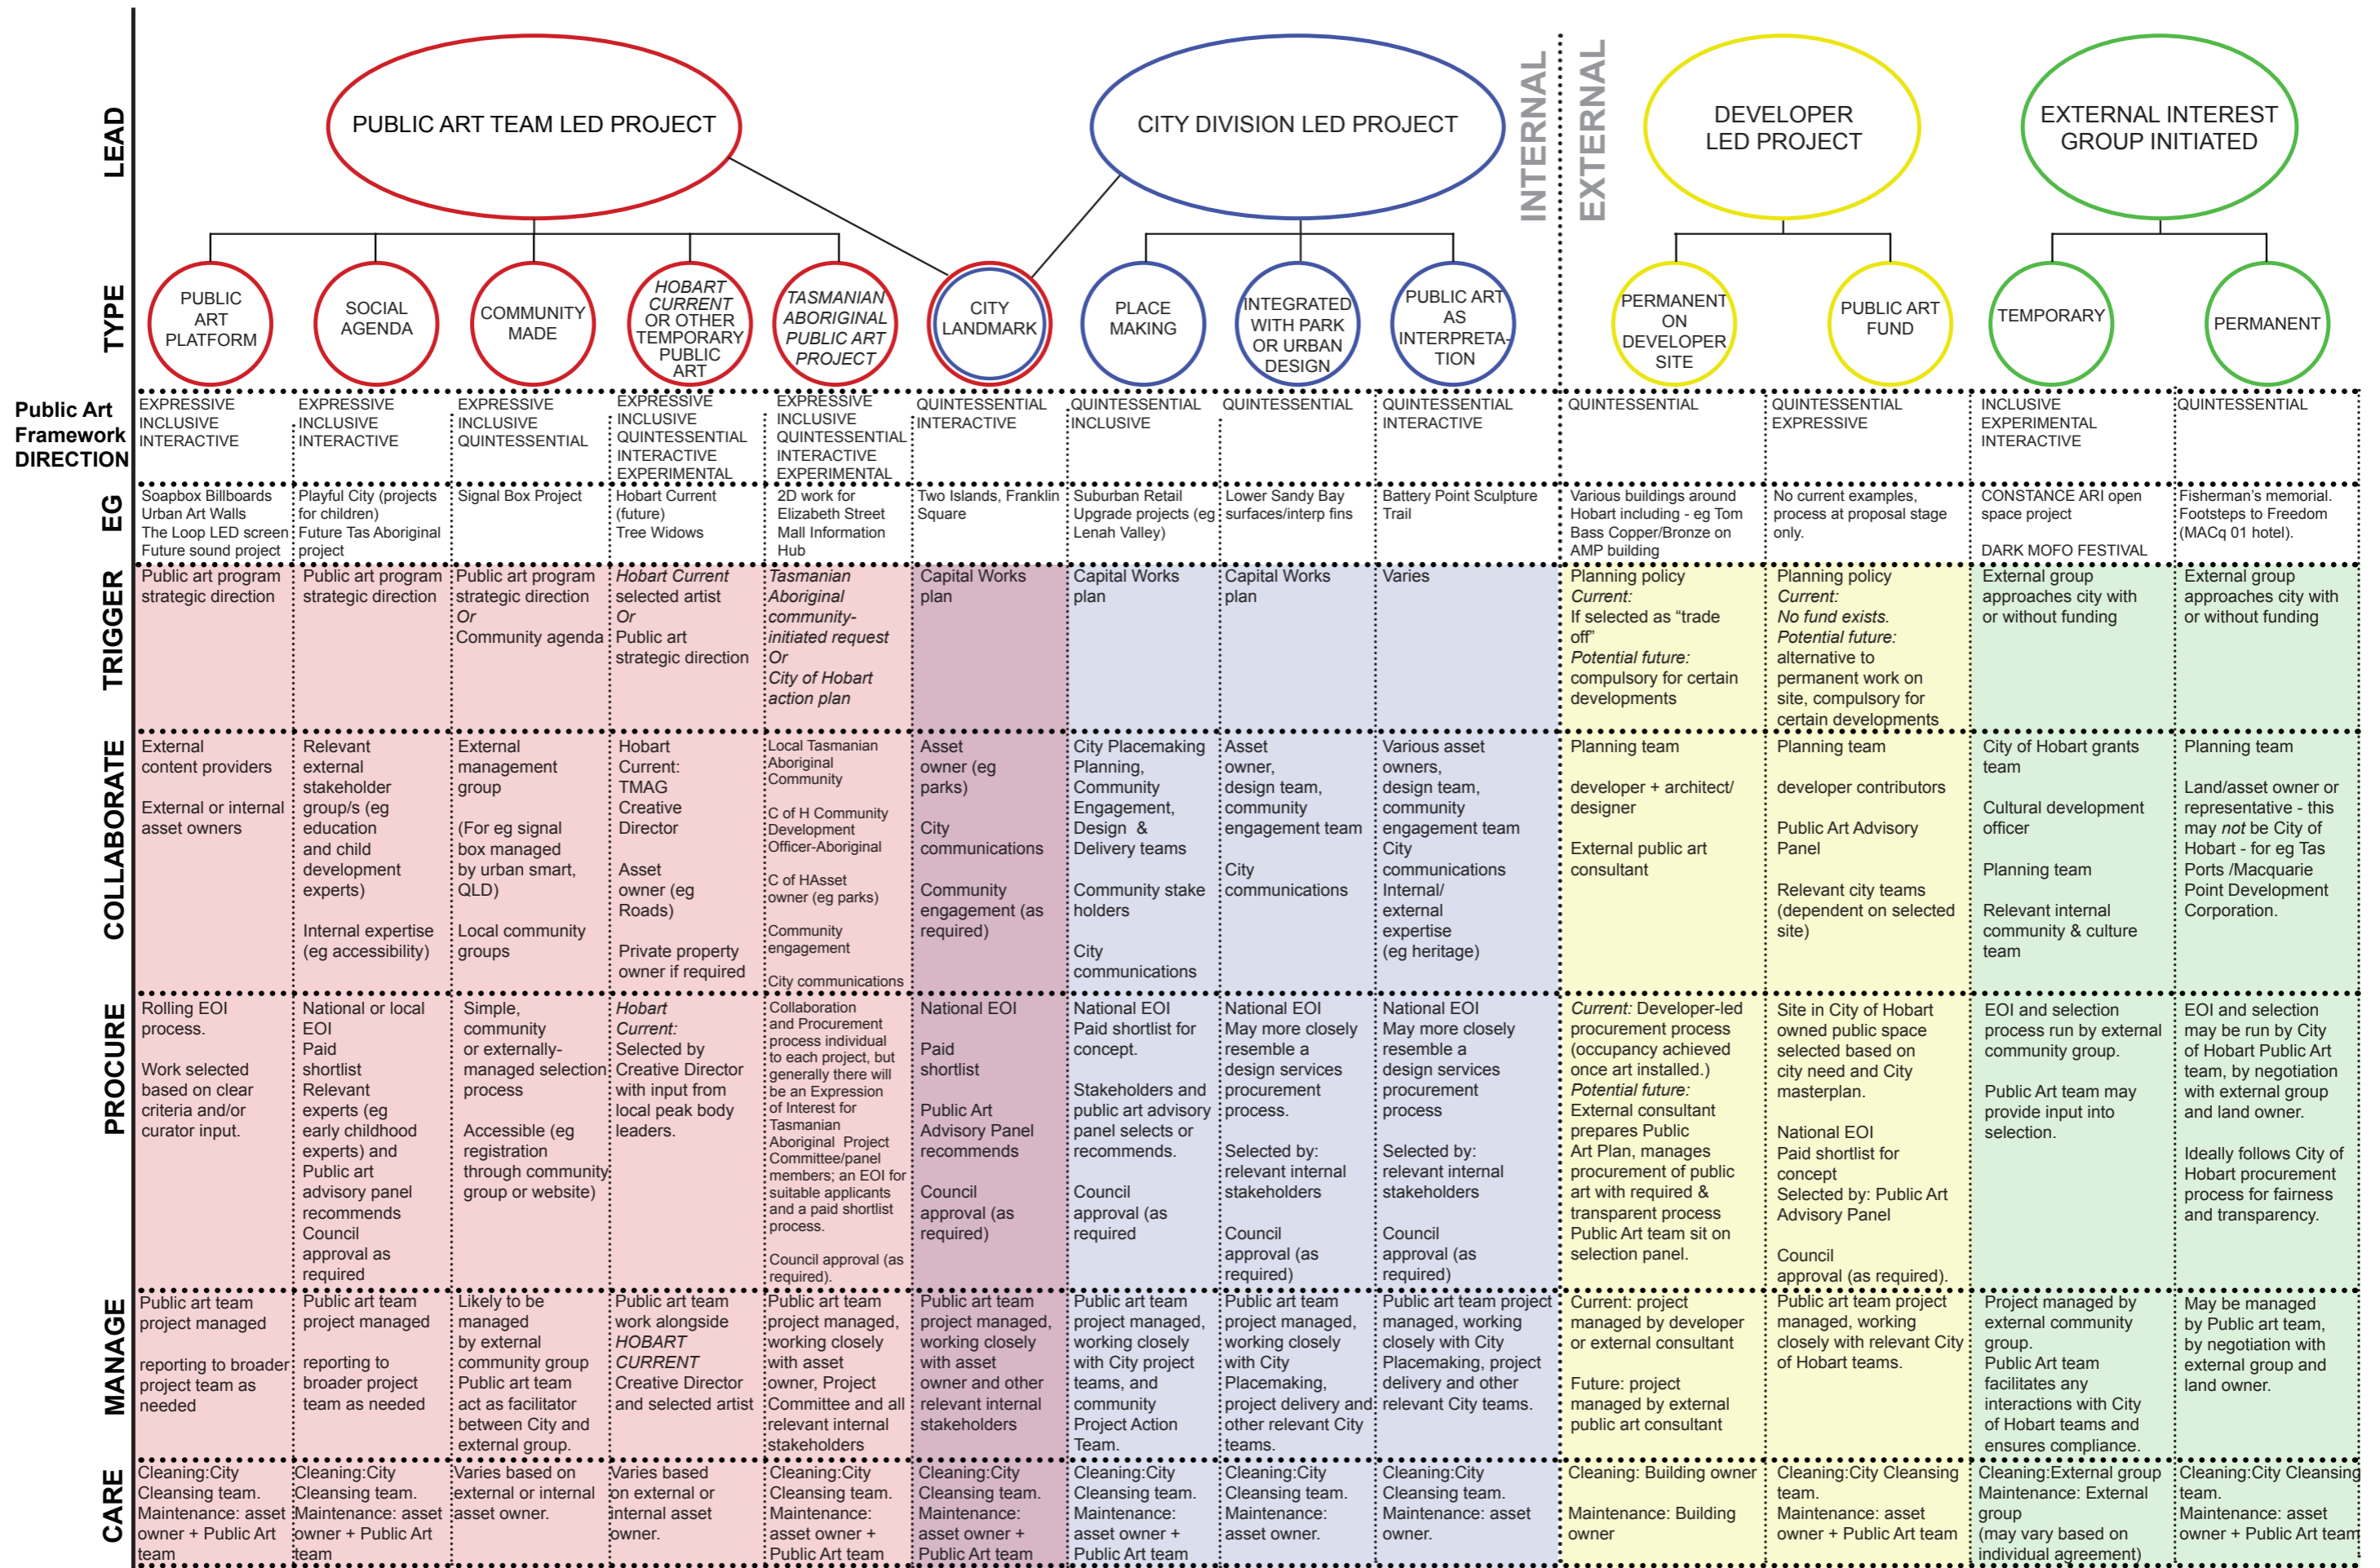 LEAD
PUBLIC ART TEAM LED PROJECT
CITY DIVISION LED PROJECT
INTERNAL
EXTERNAL
DEVELOPER
LED PROJECT
EXTERNAL INTEREST
GROUP INITIATED
TYPE
PUBLIC
ART
PLATFORM
SOCIAL
AGENDA
COMMUNITY
MADE
HOBART
CURRENT
OR OTHER
TEMPORARY
PUBLIC
ART
TASMANIAN
ABORIGINAL
PUBLIC ART
PROJECT
CITY
LANDMARK
PLACE
MAKING
INTEGRATED
WITH PARK
OR URBAN
DESIGN
PUBLIC ART
AS
INTERPRETA-
TION
PERMANENT
ON
DEVELOPER
SITE
PUBLIC ART
FUND
TEMPORARY
PERMANENT
Public Art
Framework
DIRECTION
EXPRESSIVE
INCLUSIVE
INTERACTIVE
EXPRESSIVE
INCLUSIVE
INTERACTIVE
EXPRESSIVE
INCLUSIVE
QUINTESSENTIAL
EXPRESSIVE
INCLUSIVE
QUINTESSENTIAL
INTERACTIVE
EXPERIMENTAL
EXPRESSIVE
INCLUSIVE
QUINTESSENTIAL
INTERACTIVE
EXPERIMENTAL
QUINTESSENTIAL
INTERACTIVE
QUINTESSENTIAL
INCLUSIVE
QUINTESSENTIAL
QUINTESSENTIAL
INTERACTIVE
QUINTESSENTIAL
QUINTESSENTIAL
EXPRESSIVE
INCLUSIVE
EXPERIMENTAL
INTERACTIVE
QUINTESSENTIAL
EG
Soapbox Billboards
Urban Art Walls
The Loop LED screen
Future sound project
Playful City (projects
for children)
Future Tas Aboriginal
project
Signal Box Project
Hobart Current
(future)
Tree Widows
2D work for
Elizabeth Street
Mall Information
Hub
Two Islands, Franklin
Square
Suburban Retail
Upgrade projects (eg
Lenah Valley)
Lower Sandy Bay
surfaces/interp fins
Battery Point Sculpture
Trail
Various buildings around
Hobart including - eg Tom
Bass Copper/Bronze on
AMP building
No current examples,
process at proposal stage
only.
CONSTANCE ARI open
space project
DARK MOFO FESTIVAL
Fisherman's memorial.
Footsteps to Freedom
(MACq 01 hotel).
TRIGGER
Public art program
strategic direction
Public art program
strategic direction
Public art program
strategic direction
Or
Community agenda
Hobart Current
selected artist
Or
Public art
strategic direction
Tasmanian
Aboriginal
community-
initiated request
Or
City of Hobart
action plan
Capital Works
plan
Capital Works
plan
Capital Works
plan
Varies
Planning policy
Current:
If selected as “trade
off”
Potential future:
compulsory for certain
developments
Planning policy
Current:
No fund exists.
Potential future:
alternative to
permanent work on
site, compulsory for
certain developments
External group
approaches city with
or without funding
External group
approaches city with
or without funding
COLLABORATE
External
content providers
External or internal
asset owners
Relevant
external
stakeholder
group/s (eg
education
and child
development
experts)
Internal expertise
(eg accessibility)
External
management
group
(For eg signal
box managed
by urban smart,
QLD)
Local community
groups
Hobart
Current:
TMAG
Creative
Director
Asset
owner (eg
Roads)
Private property
owner if required
Local Tasmanian
Aboriginal
Community
C of H Community
Development
Officer-Aboriginal
C of HAsset
owner (eg parks)
Community
engagement
City communications
Asset
owner (eg
parks)
City
communications
Community
engagement (as
required)
City Placemaking
Planning,
Community
Engagement,
Design &
Delivery teams
Community stake
holders
City
communications
Asset
owner,
design team,
community
engagement team
City
communications
Various asset
owners,
design team,
community
engagement team
City
communications
Internal/
external
expertise
(eg heritage)
Planning team
developer + architect/
designer
External public art
consultant
Planning team
developer contributors
Public Art Advisory
Panel
Relevant city teams
(dependent on selected
site)
City of Hobart grants
team
Cultural development
officer
Planning team
Relevant internal
community & culture
team
Planning team
Land/asset owner or
representative - this
may not be City of
Hobart - for eg Tas
Ports /Macquarie
Point Development
Corporation.
PROCURE
Rolling EOI
process.
Work selected
based on clear
criteria and/or
curator input.
National or local
EOI
Paid
shortlist
Relevant
experts (eg
early childhood
experts) and
Public art
advisory panel
recommends
Council
approval as
required
Simple,
community
or externally-
managed selection
process
Accessible (eg
registration
through community
group or website)
Hobart
Current:
Selected by
Creative Director
with input from
local peak body
leaders.
Collaboration
and Procurement
process individual
to each project, but
generally there will
be an Expression
of Interest for
Tasmanian
Aboriginal Project
Committee/panel
members; an EOI for
suitable applicants
and a paid shortlist
process.
Council approval (as
required).
National EOI
Paid
shortlist
Public Art
Advisory Panel
recommends
Council
approval (as
required)
National EOI
Paid shortlist for
concept.
Stakeholders and
public art advisory
panel selects or
recommends.
Council
approval (as
required
National EOI
May more closely
resemble a
design services
procurement
process.
Selected by:
relevant internal
stakeholders
Council
approval (as
required)
National EOI
May more closely
resemble a
design services
procurement
process
Selected by:
relevant internal
stakeholders
Council
approval (as
required)
Current: Developer-led
procurement process
(occupancy achieved
once art installed.)
Potential future:
External consultant
prepares Public
Art Plan, manages
procurement of public
art with required &
transparent process
Public Art team sit on
selection panel.
Site in City of Hobart
owned public space
selected based on
city need and City
masterplan.
National EOI
Paid shortlist for
concept
Selected by: Public Art
Advisory Panel
Council
approval (as required).
EOI and selection
process run by external
community group.
Public Art team may
provide input into
selection.
EOI and selection
may be run by City
of Hobart Public Art
team, by negotiation
with external group
and land owner.
Ideally follows City of
Hobart procurement
process for fairness
and transparency.
MANAGE
Public art team
project managed
reporting to broader
project team as
needed
Public art team
project managed
reporting to
broader project
team as needed
Likely to be
managed
by external
community group
Public art team
act as facilitator
between City and
external group.
Public art team
work alongside
HOBART
CURRENT
Creative Director
and selected artist
Public art team
project managed,
working closely
with asset
owner, Project
Committee and all
relevant internal
stakeholders
Public art team
project managed,
working closely
with asset
owner and other
relevant internal
stakeholders
Public art team
project managed,
working closely
with City project
teams, and
community
Project Action
Team.
Public art team
project managed,
working closely
with City
Placemaking,
project delivery and
other relevant City
teams.
Public art team project
managed, working
closely with City
Placemaking, project
delivery and other
relevant City teams.
Current: project
managed by developer
or external consultant
Future: project
managed by external
public art consultant
Public art team project
managed, working
closely with relevant City
of Hobart teams.
Project managed by
external community
group.
Public Art team
facilitates any
interactions with City
of Hobart teams and
ensures compliance.
May be managed
by Public art team,
by negotiation with
external group and
land owner.
CARE
Cleaning:City
Cleansing team.
Maintenance: asset
owner + Public Art
team
Cleaning:City
Cleansing team.
Maintenance: asset
owner + Public Art
team
Varies based on
external or internal
asset owner.
Varies based
on external or
internal asset
owner.
Cleaning:City
Cleansing team.
Maintenance:
asset owner +
Public Art team
Cleaning:City
Cleansing team.
Maintenance:
asset owner +
Public Art team
Cleaning:City
Cleansing team.
Maintenance:
asset owner +
Public Art team
Cleaning:City
Cleansing team.
Maintenance:
asset owner.
Cleaning:City
Cleansing team.
Maintenance: asset
owner.
Cleaning: Building owner
Maintenance: Building
owner
Cleaning:City Cleansing
team.
Maintenance: asset
owner + Public Art team
Cleaning:External group
Maintenance: External
group
(may vary based on
individual agreement)
Cleaning:City Cleansing
team.
Maintenance: asset
owner + Public Art team